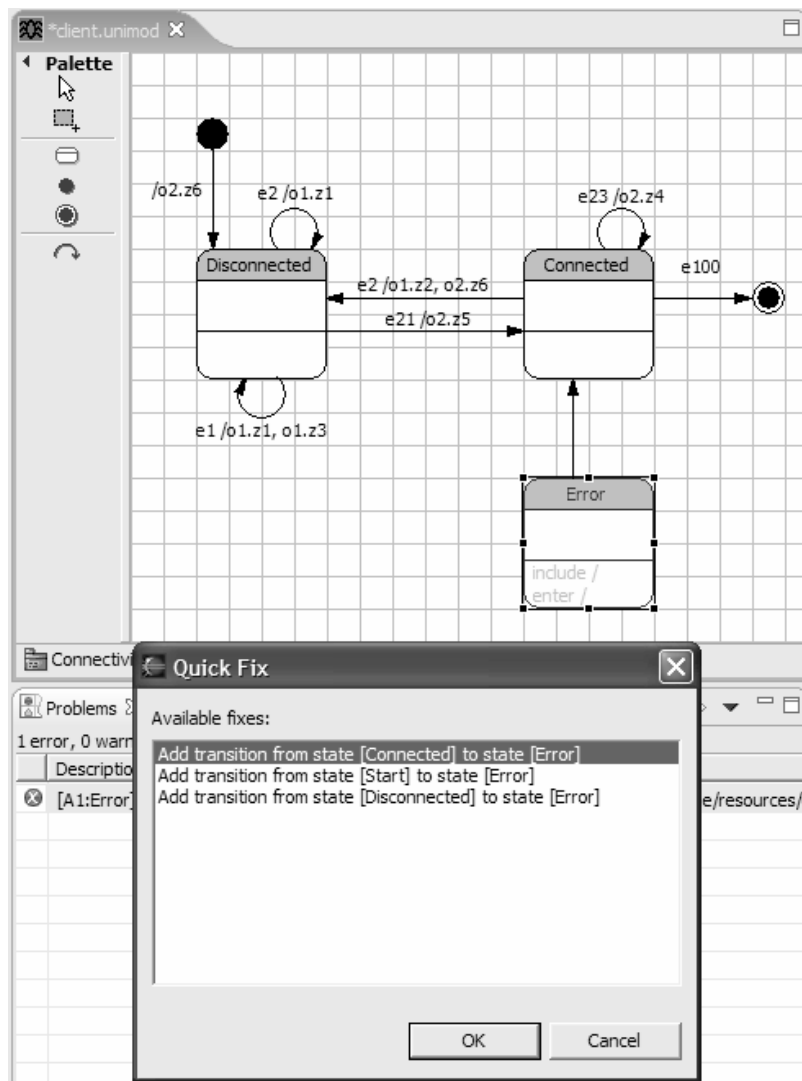 *client.unimod
Palette
/o2.z6
e2 /o1.z1
e23 /o2.z4
Disconnected
Connected
e100
e2 /o1.z2, o2.z6
e21 /o2.z5
e1 /o1.z1, o1.z3
Error
include /
enter /
Connectivi
Quick Fix
Problems
Available fixes:
1 error, 0 warn
Add transition from state [Connected] to state [Error]
Descriptio
Add transition from state [Start] to state [Error]
[A1:Error]
Add transition from state [Disconnected] to state [Error]
e/resources/
OK
Cancel